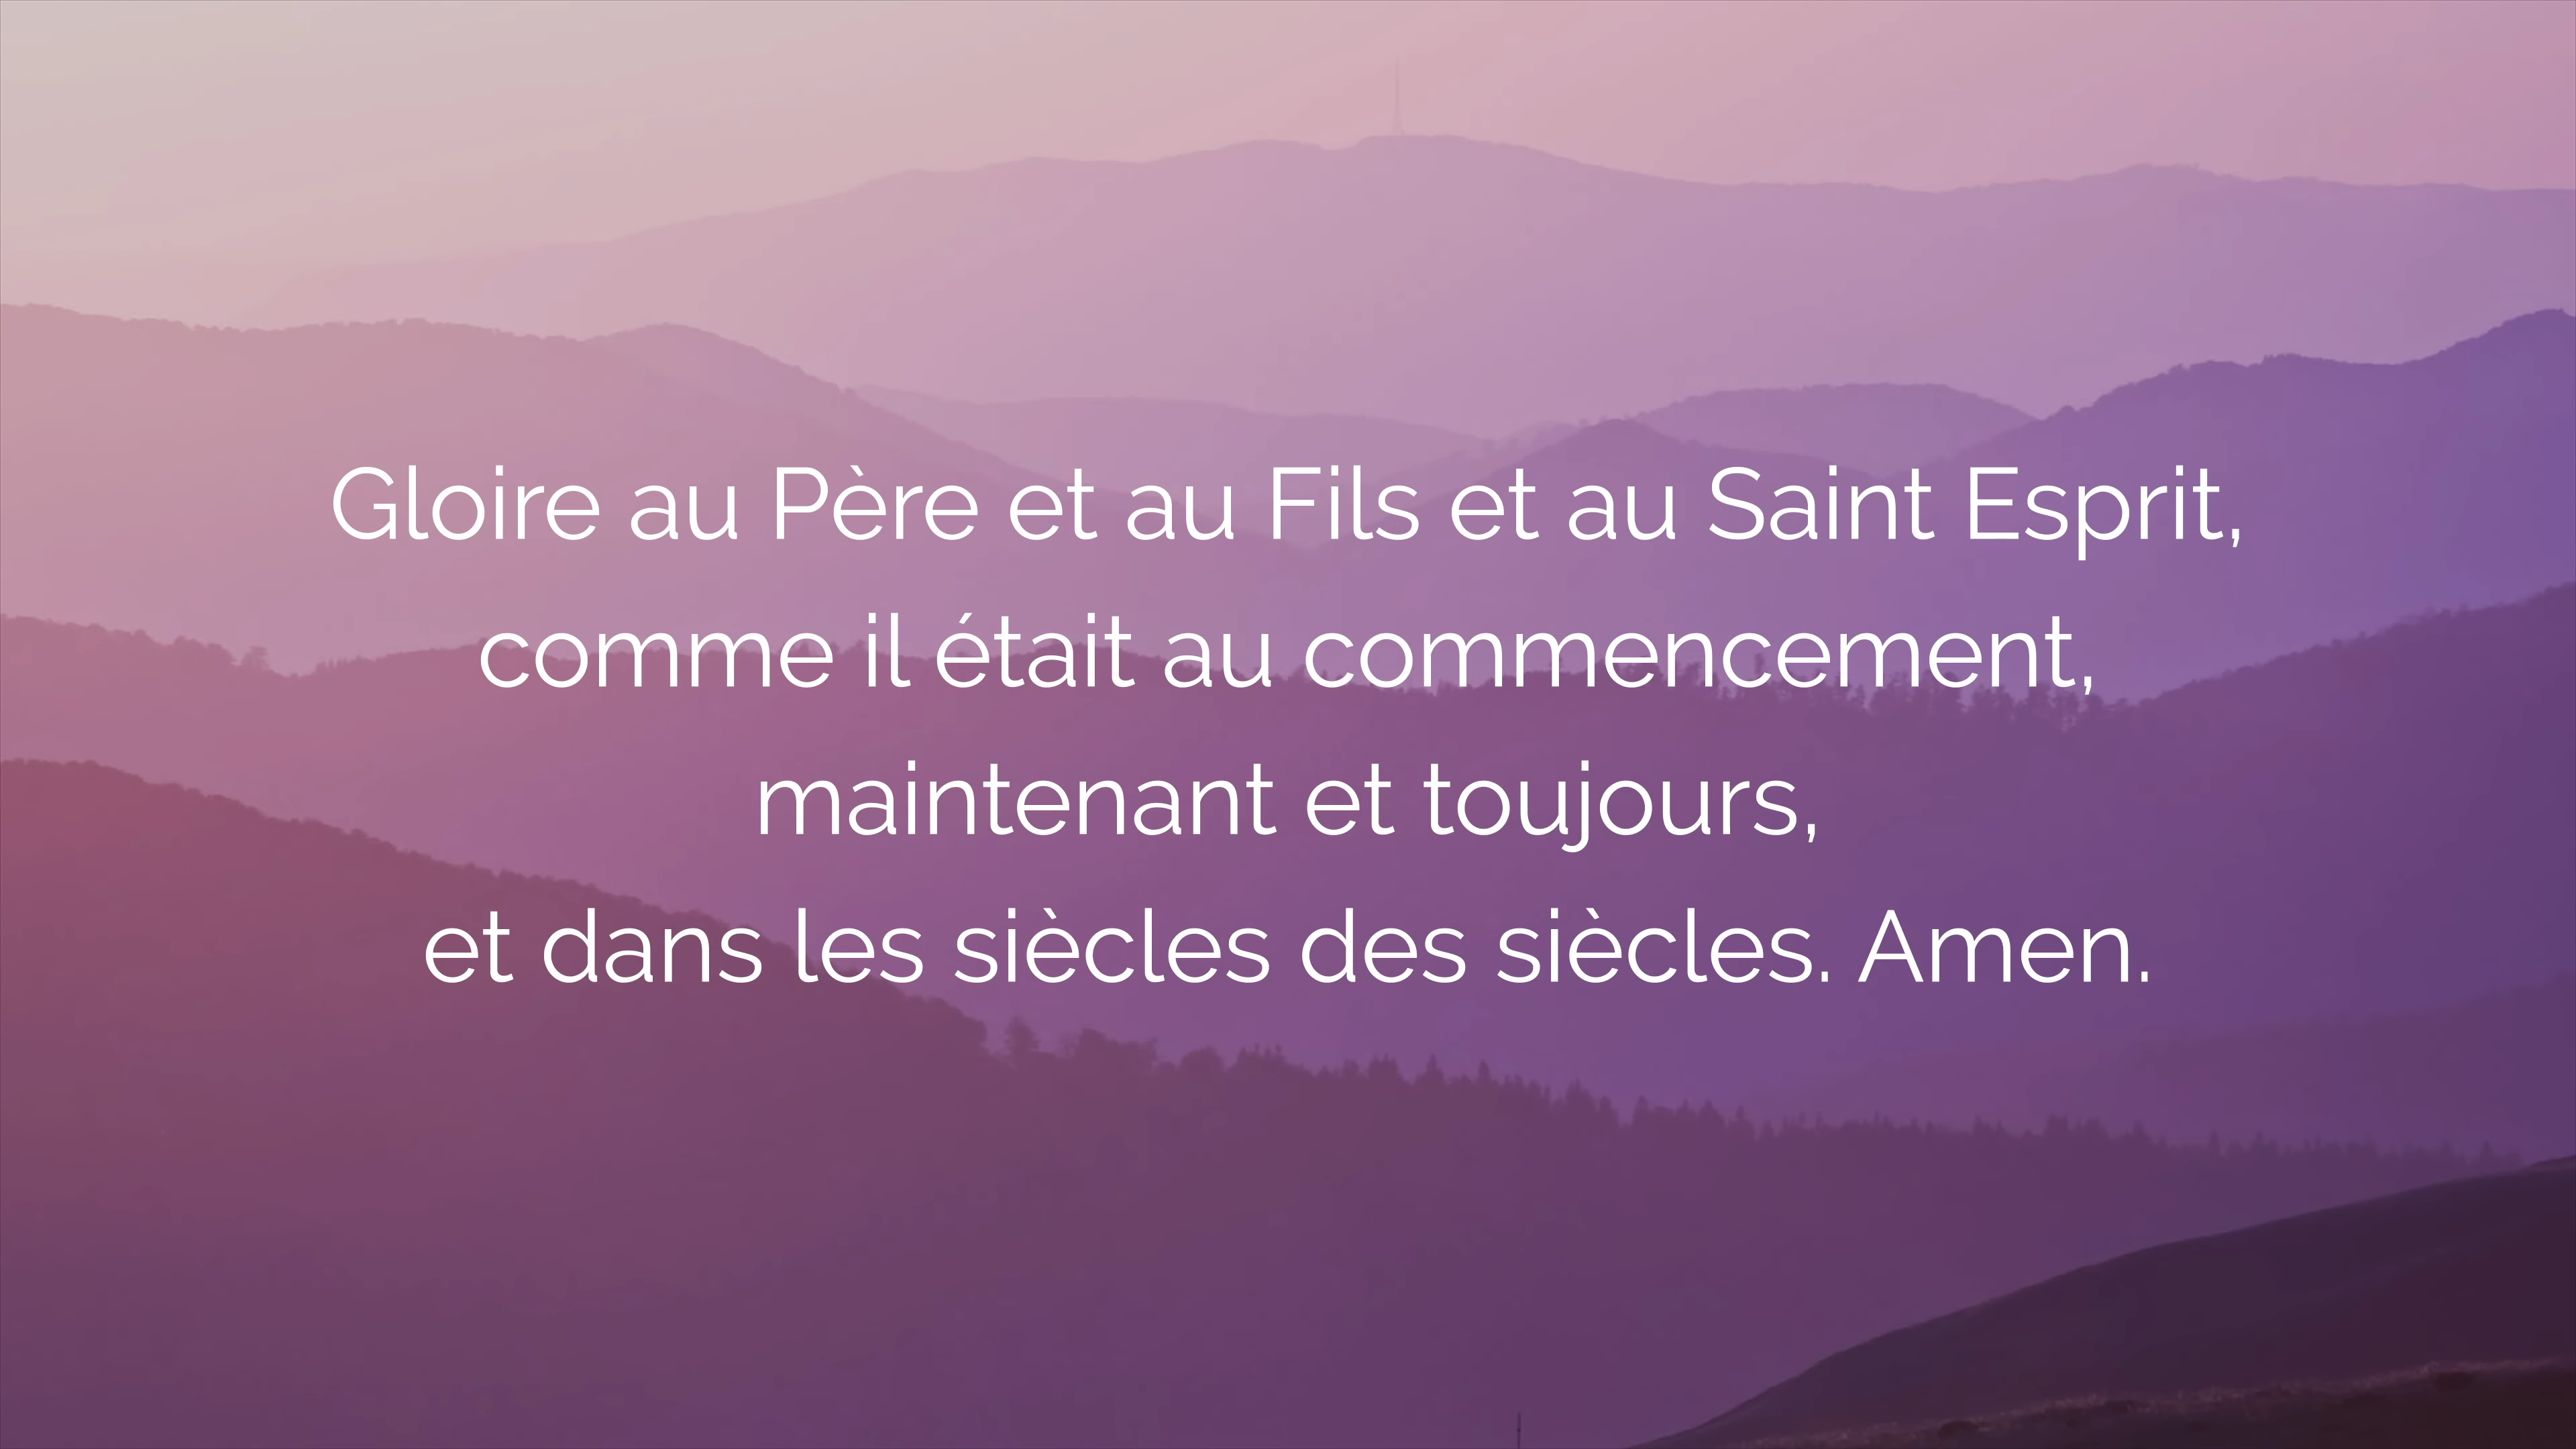 Gloire au Père et au Fils et au Saint Esprit,
comme il était au commencement,
maintenant et toujours,
et dans les siècles des siècles. Amen.